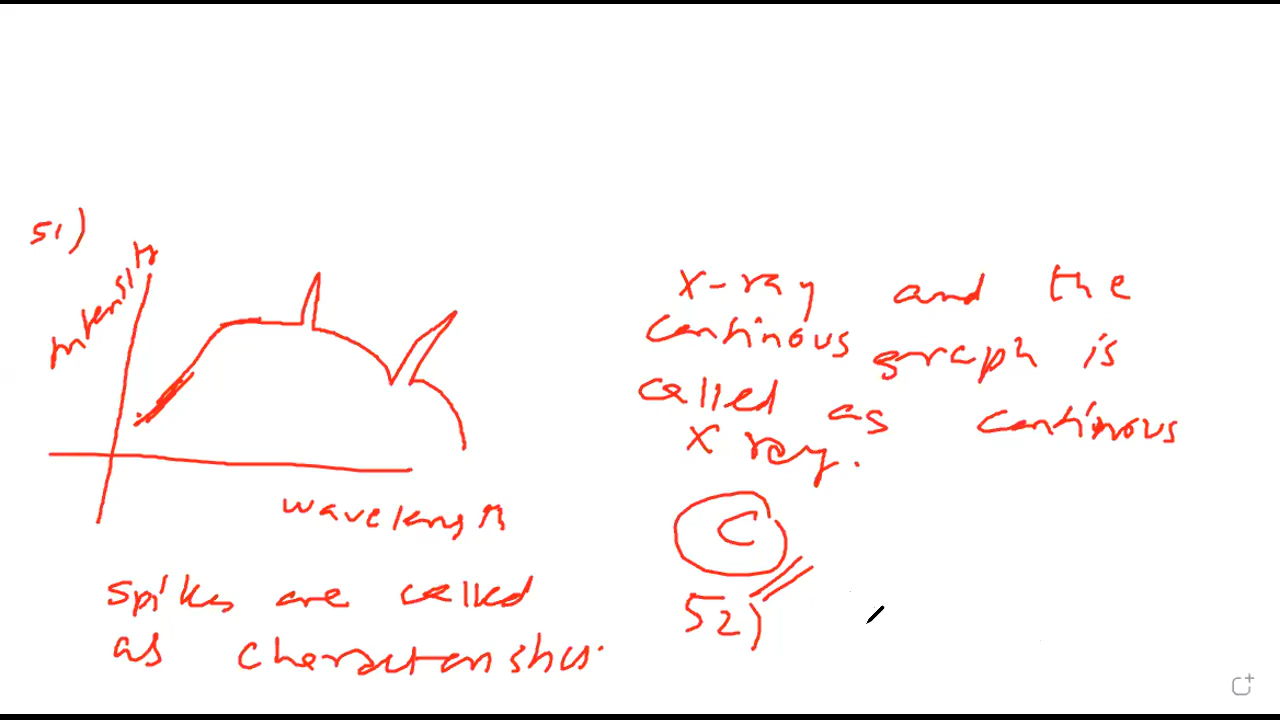 51)
Intensity
wavelength
spikes are called
as characteristics.
x-ray and the
continous graph is
called as continous
x ray.
C
52)